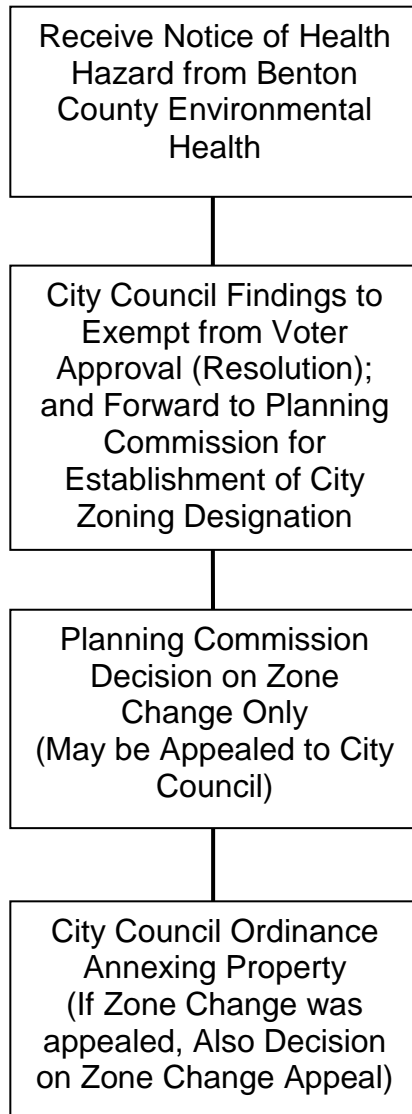 Receive Notice of Health
Hazard from Benton
County Environmental
Health
City Council Findings to
Exempt from Voter
Approval (Resolution);
and Forward to Planning
Commission for
Establishment of City
Zoning Designation
Planning Commission
Decision on Zone
Change Only
(May be Appealed to City
Council)
City Council Ordinance
Annexing Property
(If Zone Change was
appealed, Also Decision
on Zone Change Appeal)